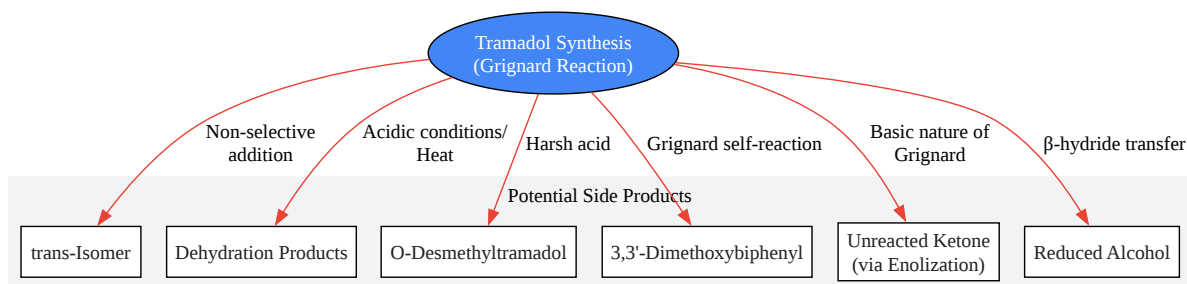 Tramadol Synthesis
(Grignard Reaction)
Non-selective
addition
Acidic conditions/
Heat
Harsh acid
Grignard self-reaction
Basic nature of
Grignard
β-hydride transfer
Potential Side Products
trans-Isomer
Dehydration Products
O-Desmethyltramadol
3,3'-Dimethoxybiphenyl
Unreacted Ketone
(via Enolization)
Reduced Alcohol